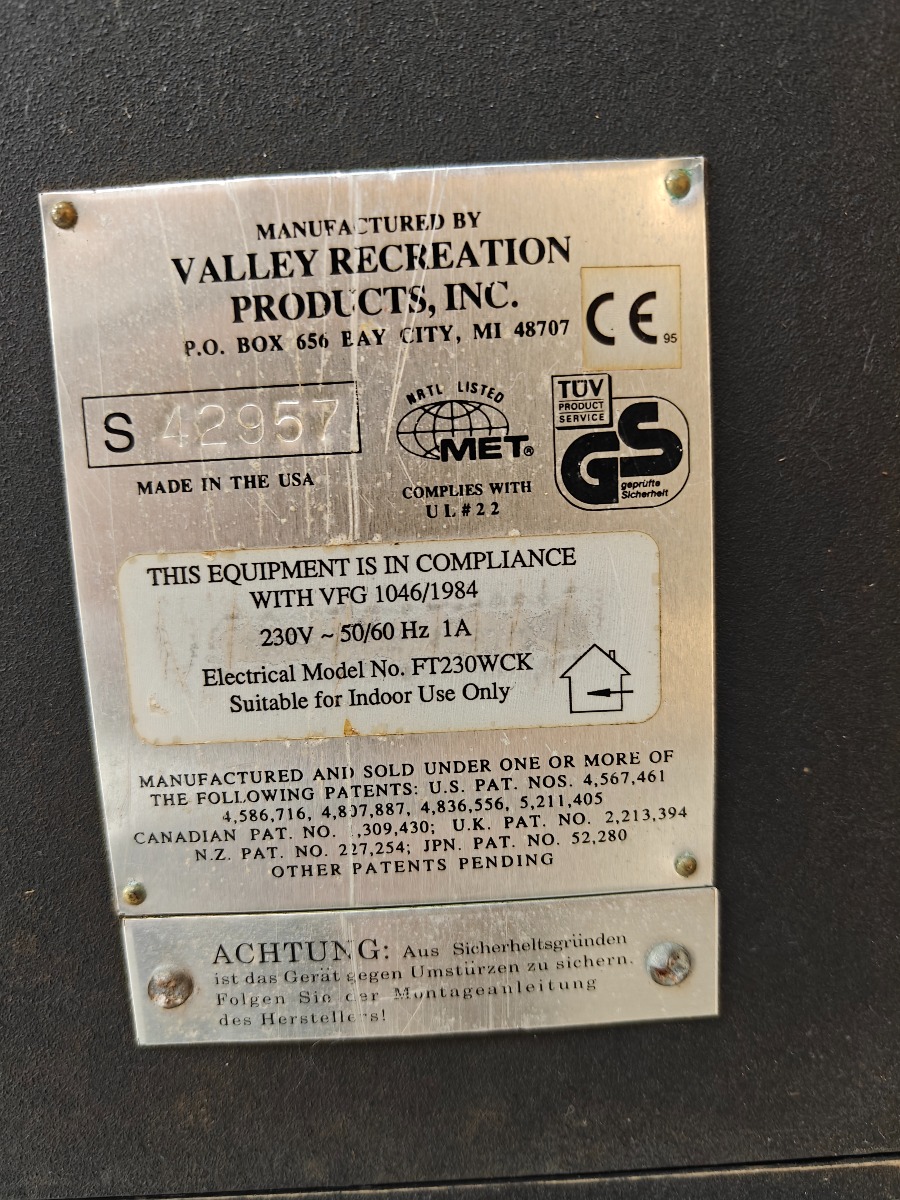 MANUFACTURED BY
VALLEY RECREATION
PRODUCTS, INC.
P.O. BOX 656 BAY CITY, MI 48707
CE 95
S 42957
MADE IN THE USA
NRTL LISTED
MET®
COMPLIES WITH
UL#22
TÜV
PRODUCT
SERVICE
GS
geprüfte
Sicherheit
THIS EQUIPMENT IS IN COMPLIANCE
WITH VFG 1046/1984
230V ~ 50/60 Hz 1A
Electrical Model No. FT230WCK
Suitable for Indoor Use Only
MANUFACTURED AND SOLD UNDER ONE OR MORE OF
THE FOLLOWING PATENTS: U.S. PAT. NOS. 4,567,461
4,586,716, 4,807,887, 4,836,556, 5,211,405
CANADIAN PAT. NO. ,309,430; U.K. PAT. NO. 2,213,394
N.Z. PAT. NO. 227,254; JPN. PAT. NO. 52,280
OTHER PATENTS PENDING
ACHTUNG: Aus Sicherheitsgründen
ist das Gerät gegen Umstürzen zu sichern.
Folgen Sie der Montageanleitung
des Herstellers!